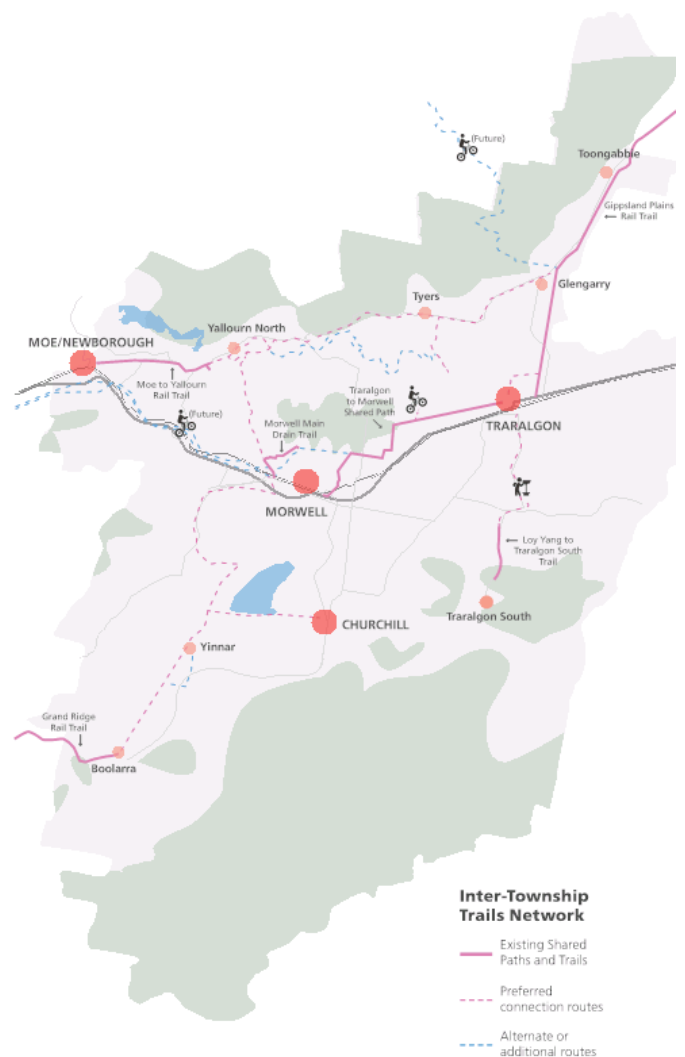 (Future)
Toongabbie
Gippsland Plains
Rail Trail
Glengarry
Tyers
Yallourn North
MOE/NEWBOROUGH
Moe to Yallourn
Rail Trail
Traralgon
to Morwell
Shared Path
(Future)
Morwell Main
Drain Trail
TRARALGON
MORWELL
Loy Yang to
Traralgon South
Trail
Traralgon South
CHURCHILL
Yinnar
Grand Ridge
Rail Trail
Boolarra
Inter-Township
Trails Network
Existing Shared
Paths and Trails
Preferred
connection routes
Alternate or
additional routes